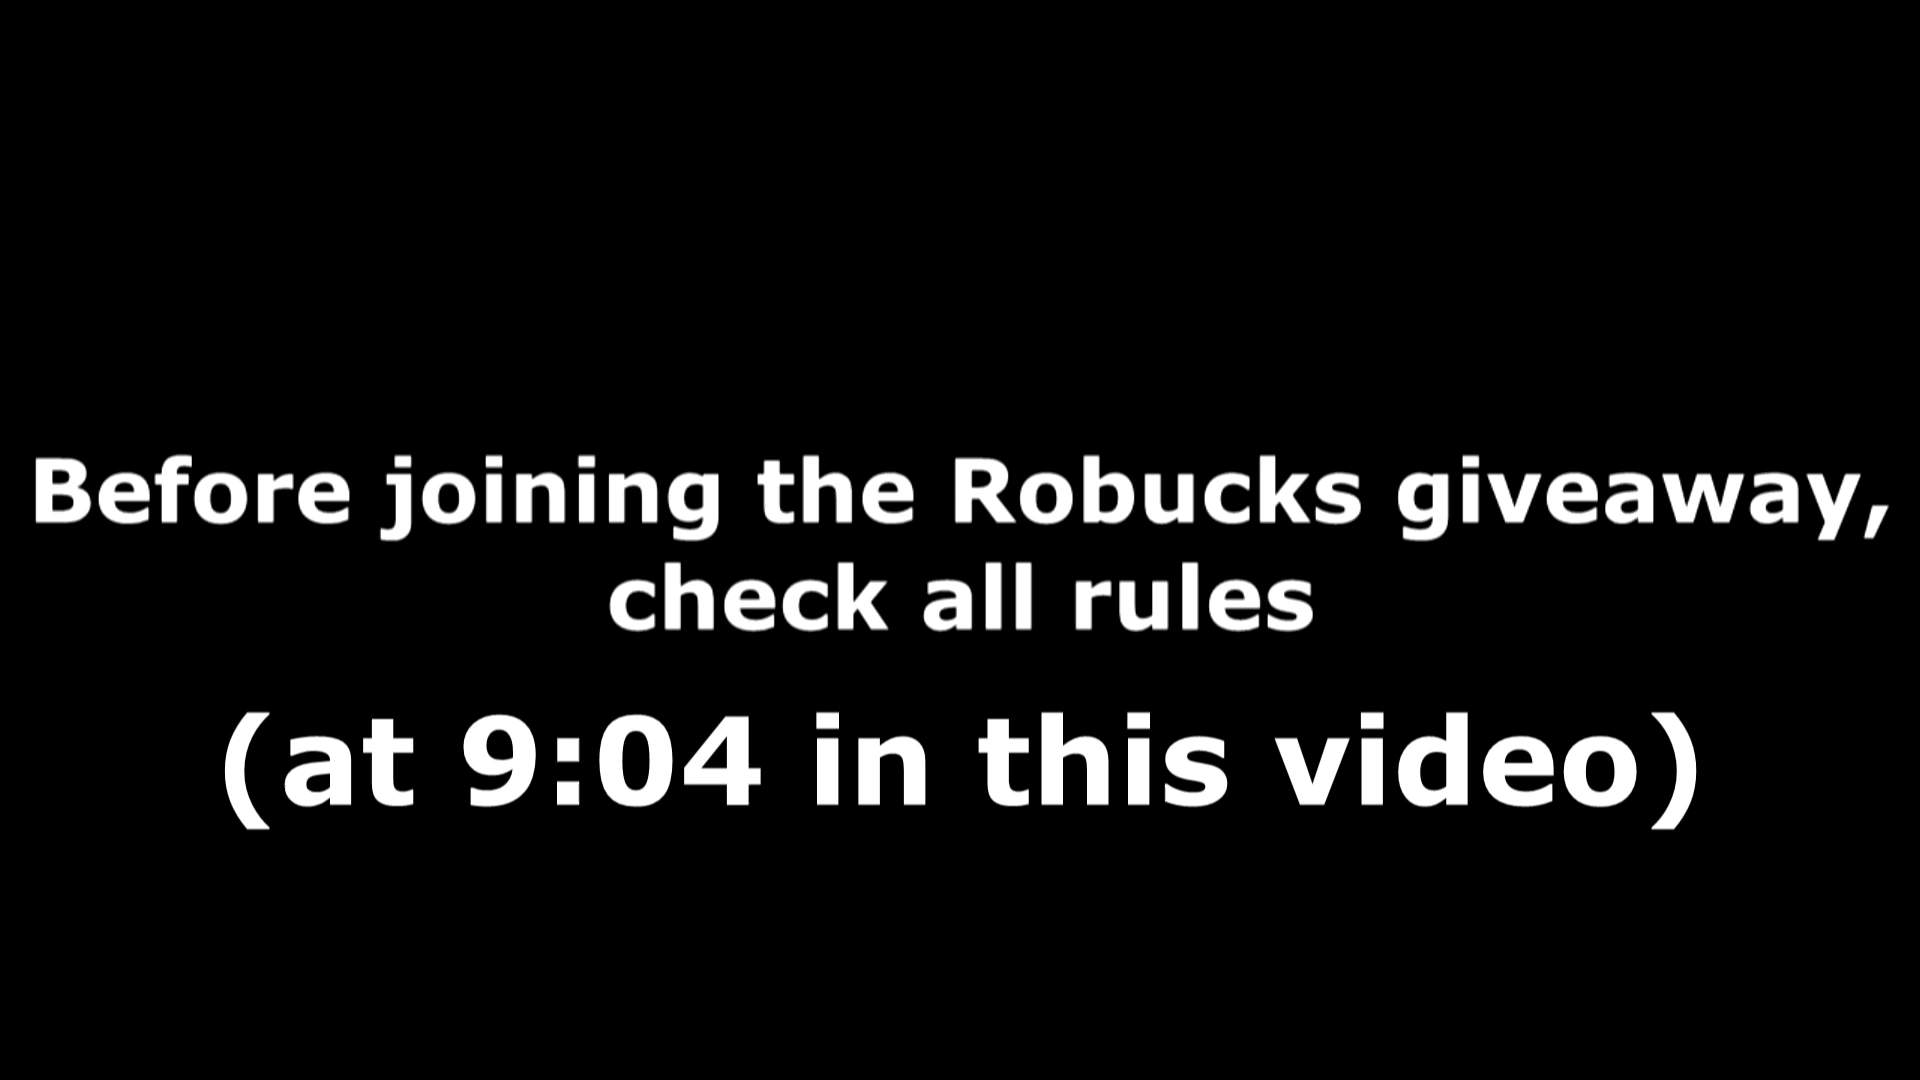 Before joining the Robucks giveaway,
check all rules
(at 9:04 in this video)